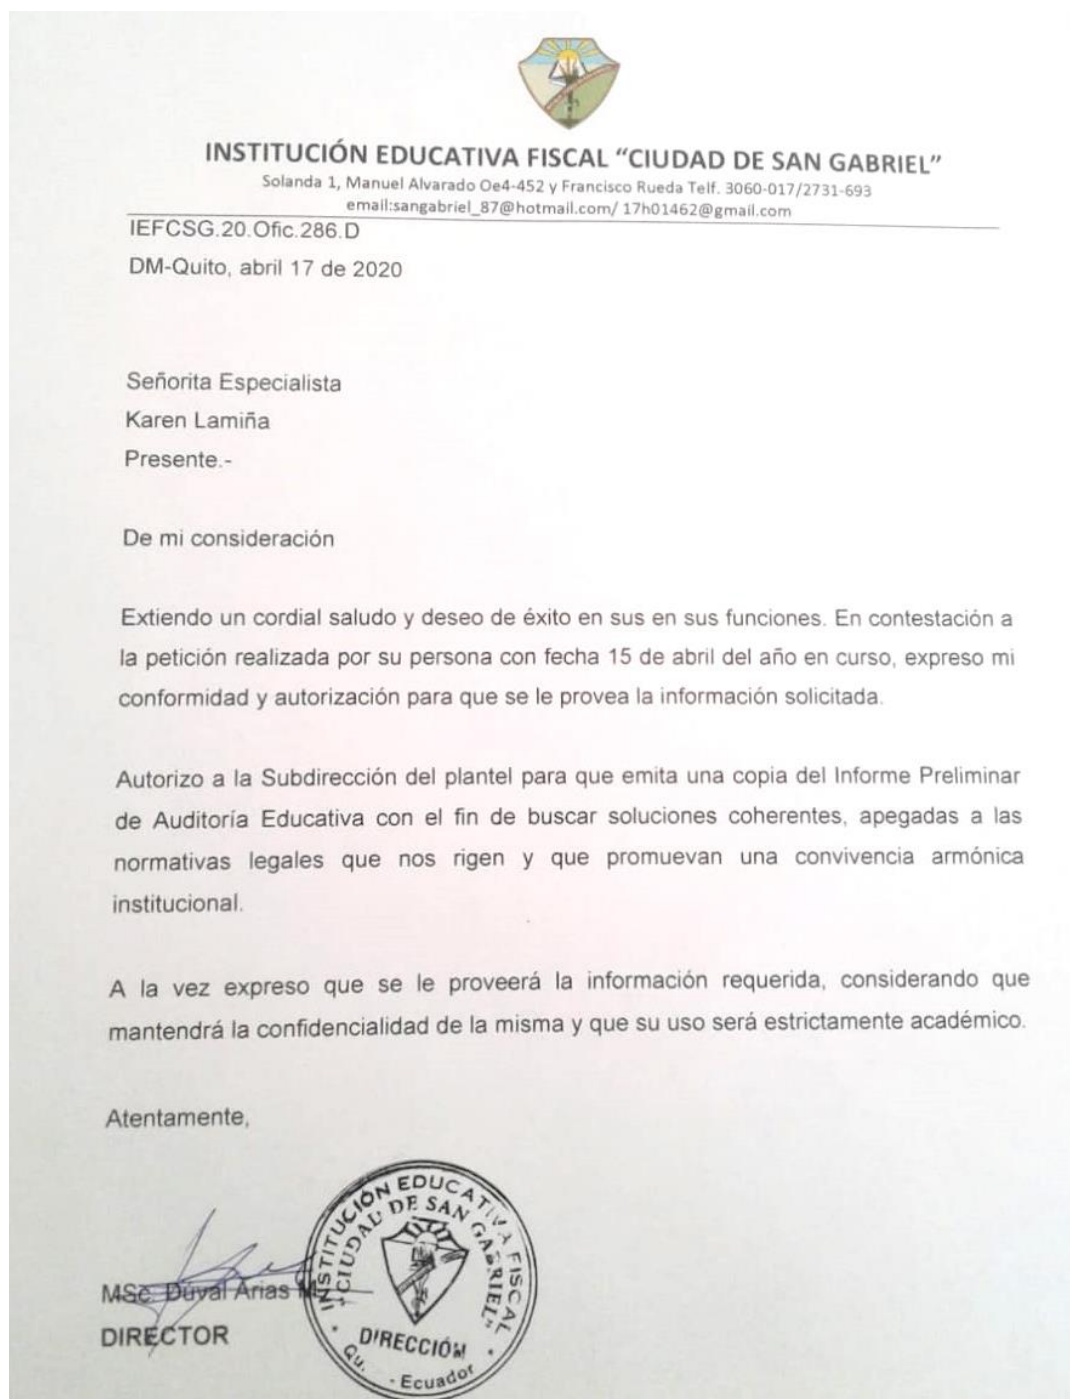 INSTITUCIÓN EDUCATIVA FISCAL “CIUDAD DE SAN GABRIEL”
Solanda 1, Manuel Alvarado Oe4-452 y Francisco Rueda Telf. 3060-017/2731-693
email:sangabriel_87@hotmail.com/ 17h01462@gmail.com
IEFCSG.20.Ofic.286.D
DM-Quito, abril 17 de 2020
Señorita Especialista
Karen Lamiña
Presente.-
De mi consideración
Extiendo un cordial saludo y deseo de éxito en sus en sus funciones. En contestación a
la petición realizada por su persona con fecha 15 de abril del año en curso, expreso mi
conformidad y autorización para que se le provea la información solicitada.
Autorizo a la Subdirección del plantel para que emita una copia del Informe Preliminar
de Auditoría Educativa con el fin de buscar soluciones coherentes, apegadas a las
normativas legales que nos rigen y que promuevan una convivencia armónica
institucional.
A la vez expreso que se le proveerá la información requerida, considerando que
mantendrá la confidencialidad de la misma y que su uso será estrictamente académico.
Atentamente,
MSc. Duval Arias M.
DIRECTOR
INSTITUCIÓN EDUCATIVA FISCAL
"CIUDAD DE SAN GABRIEL"
DIRECCIÓN
- Ecuador